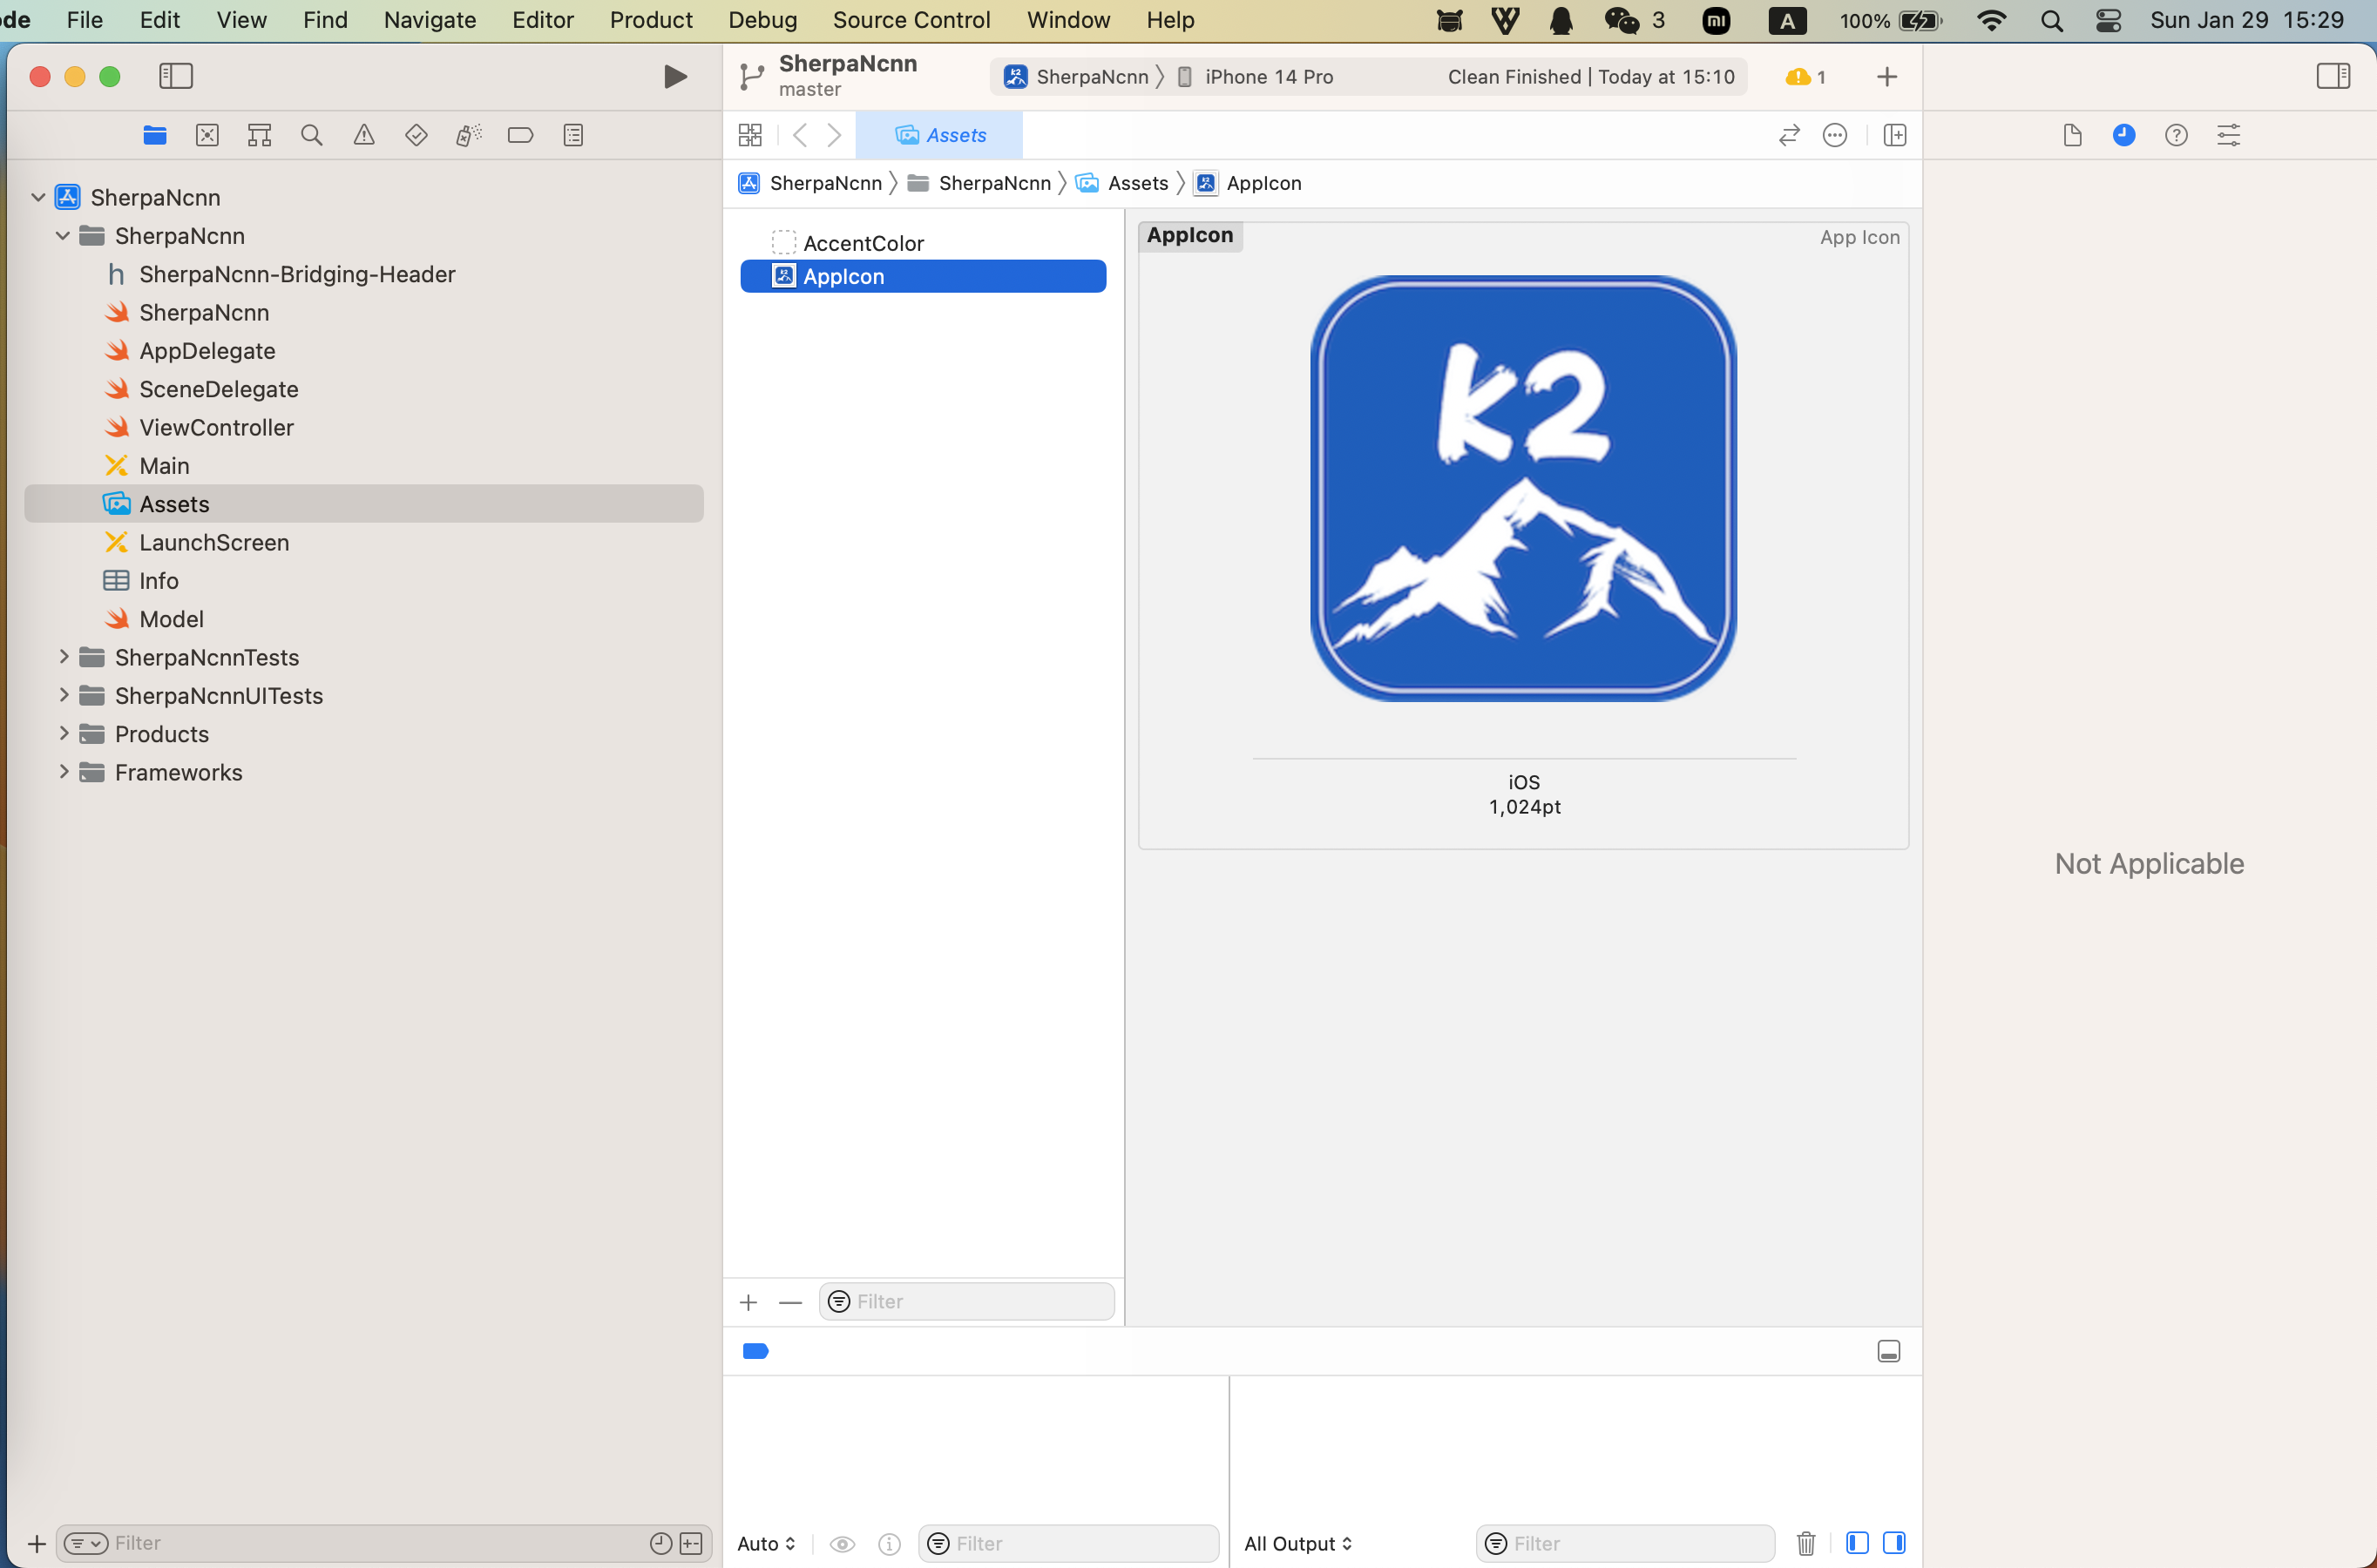 de File Edit View Find Navigate Editor Product Debug Source Control Window Help 3 mi A 100% Sun Jan 29 15:29
SherpaNcnn
master
SherpaNcnn iPhone 14 Pro Clean Finished | Today at 15:10 1
Assets
SherpaNcnn SherpaNcnn Assets AppIcon
SherpaNcnn
SherpaNcnn
h SherpaNcnn-Bridging-Header
SherpaNcnn
AppDelegate
SceneDelegate
ViewController
Main
Assets
LaunchScreen
Info
Model
SherpaNcnnTests
SherpaNcnnUITests
Products
Frameworks
Filter
AccentColor
AppIcon
Filter
AppIcon
App Icon
k2
iOS
1,024pt
Not Applicable
Auto Filter
All Output Filter